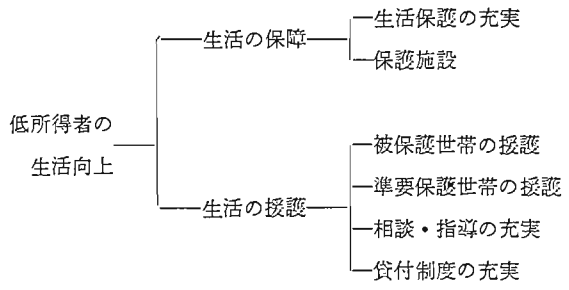 低所得者の
生活向上
生活の保障
生活保護の充実
保護施設
生活の援護
被保護世帯の援護
準要保護世帯の援護
相談・指導の充実
貸付制度の充実